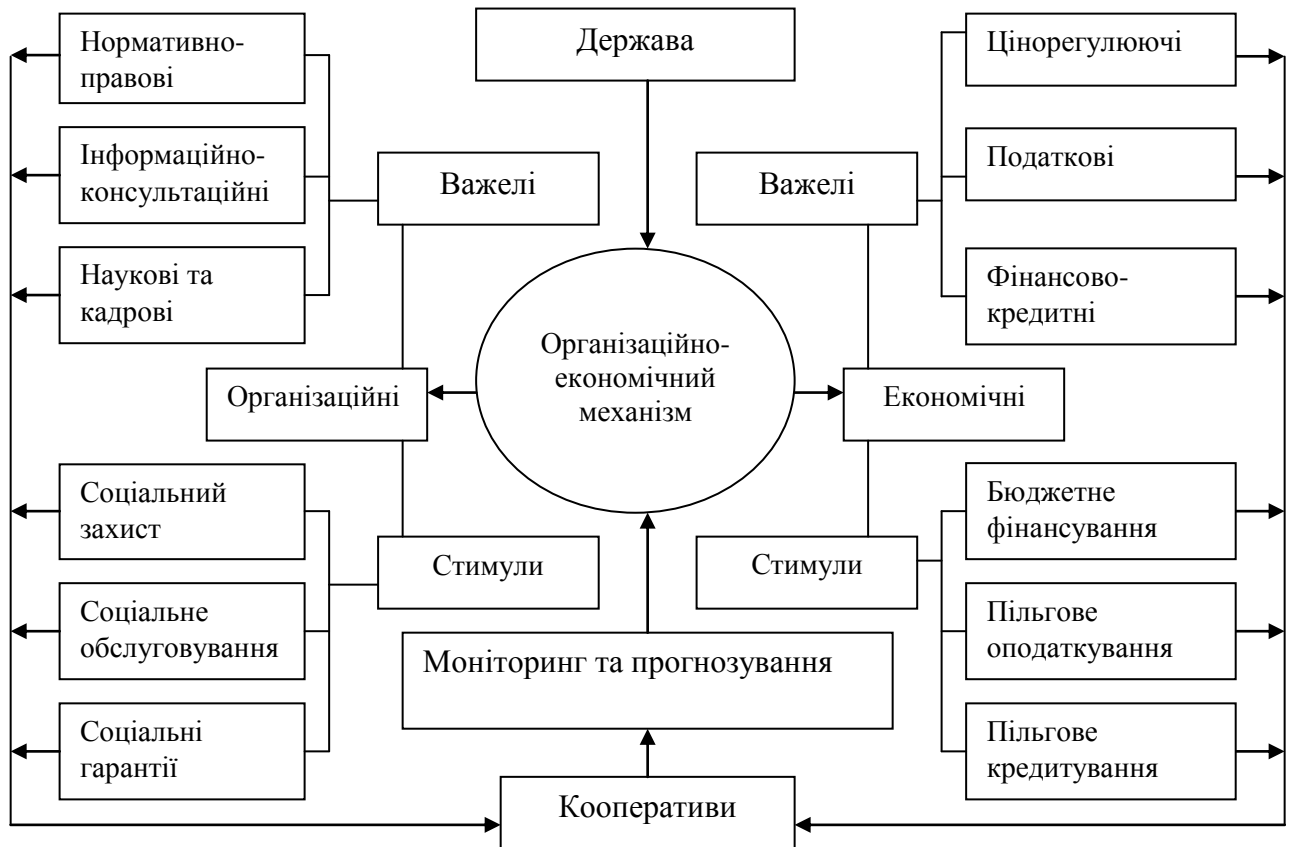 Держава
Нормативно-
правові
Інформаційно-
консультаційні
Наукові та
кадрові
Важелі
Важелі
Цінорегулюючі
Податкові
Фінансово-
кредитні
Організаційні
Організаційно-
економічний
механізм
Економічні
Соціальний
захист
Соціальне
обслуговування
Соціальні
гарантії
Стимули
Стимули
Бюджетне
фінансування
Пільгове
оподаткування
Пільгове
кредитування
Моніторинг та прогнозування
Кооперативи